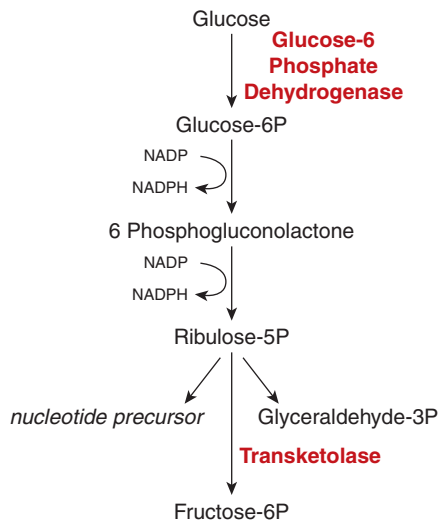 Glucose
Glucose-6
Phosphate
Dehydrogenase
Glucose-6P
NADP
NADPH
6 Phosphogluconolactone
NADP
NADPH
Ribulose-5P
nucleotide precursor
Glyceraldehyde-3P
Transketolase
Fructose-6P